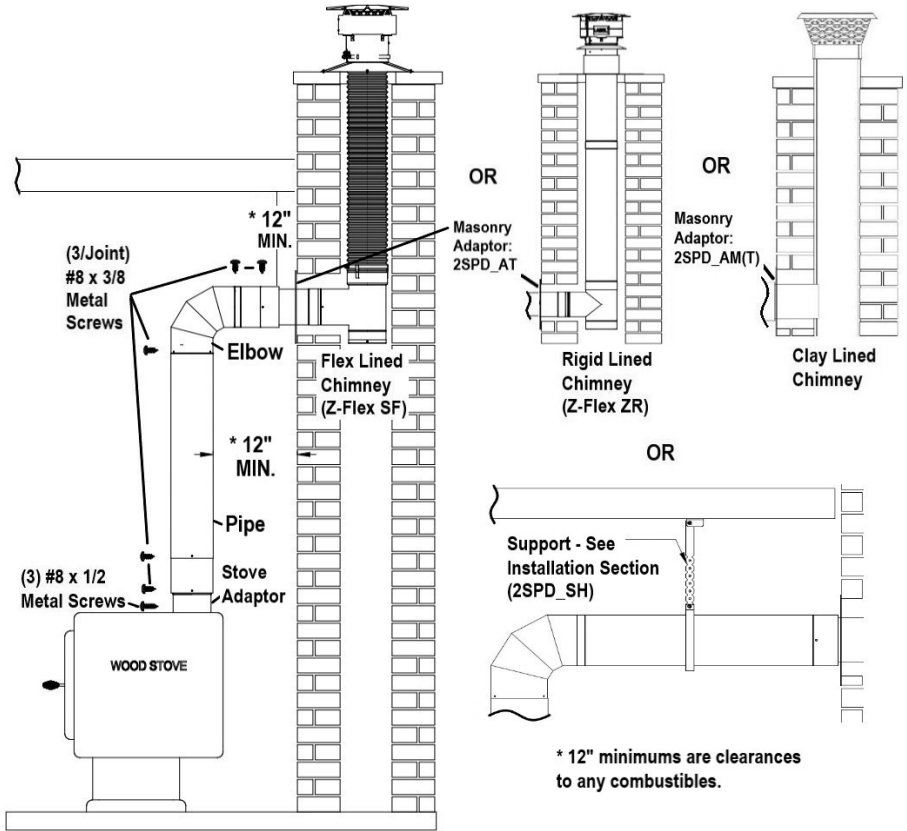 * 12"
MIN.
(3/Joint)
#8 x 3/8
Metal
Screws
Elbow
* 12"
MIN.
Pipe
(3) #8 x 1/2
Metal Screws
Stove
Adaptor
WOOD STOVE
Flex Lined
Chimney
(Z-Flex SF)
OR
Masonry
Adaptor:
2SPD_AT
Rigid Lined
Chimney
(Z-Flex ZR)
OR
Masonry
Adaptor:
2SPD_AM(T)
Clay Lined
Chimney
OR
Support - See
Installation Section
(2SPD_SH)
* 12" minimums are clearances
to any combustibles.